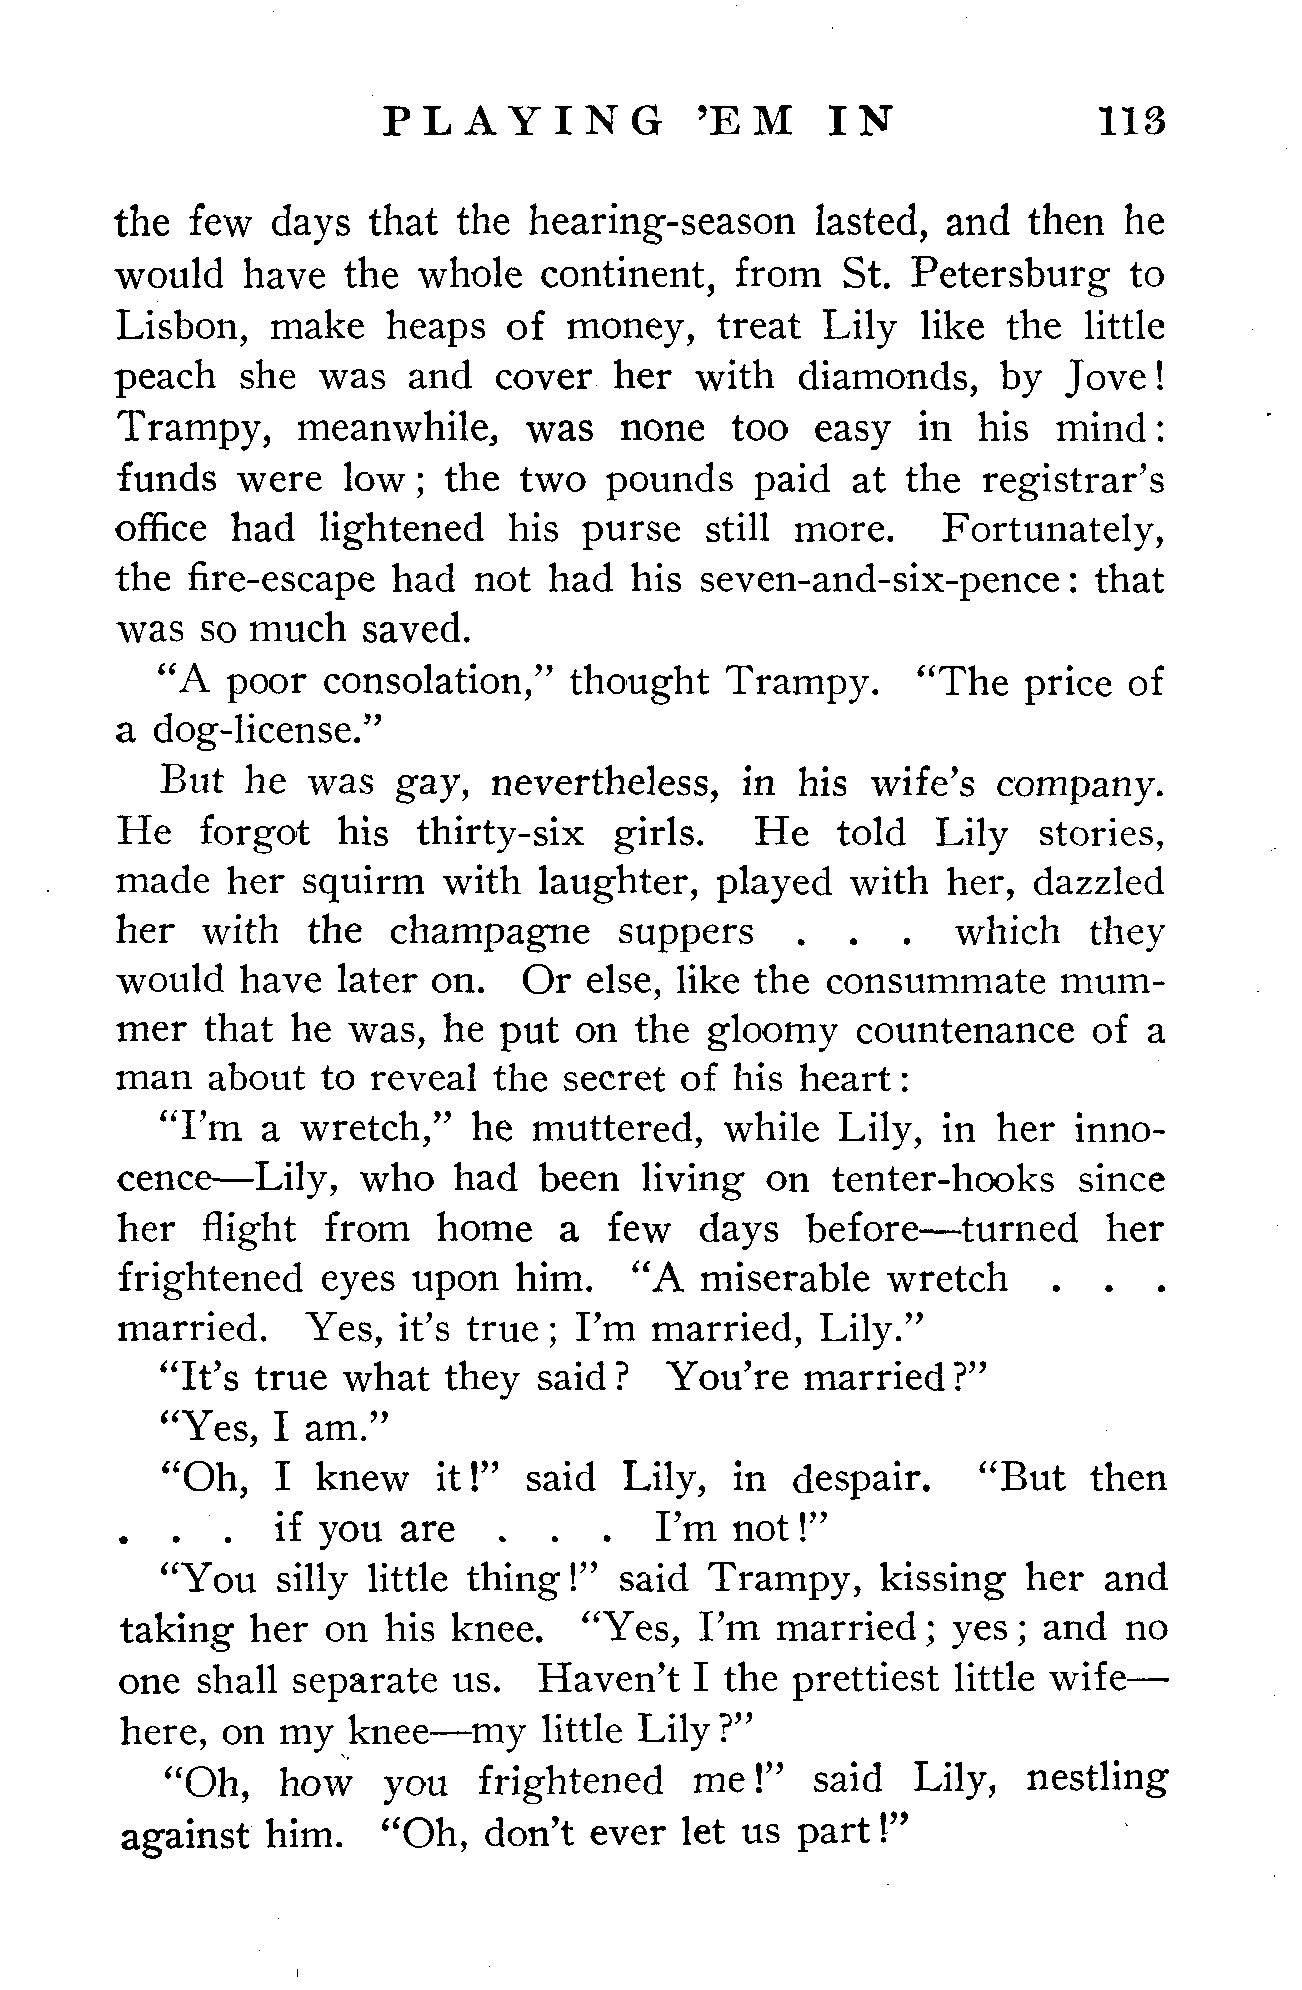 PLAYING 'EM IN 113
the few days that the hearing-season lasted, and then he
would have the whole continent, from St. Petersburg to
Lisbon, make heaps of money, treat Lily like the little
peach she was and cover her with diamonds, by Jove!
Trampy, meanwhile, was none too easy in his mind:
funds were low; the two pounds paid at the registrar's
office had lightened his purse still more. Fortunately,
the fire-escape had not had his seven-and-six-pence: that
was so much saved.
"A poor consolation," thought Trampy. "The price of
a dog-license."
But he was gay, nevertheless, in his wife's company.
He forgot his thirty-six girls. He told Lily stories,
made her squirm with laughter, played with her, dazzled
her with the champagne suppers . . . which they
would have later on. Or else, like the consummate mum-
mer that he was, he put on the gloomy countenance of a
man about to reveal the secret of his heart:
"I'm a wretch," he muttered, while Lily, in her inno-
cence—Lily, who had been living on tenter-hooks since
her flight from home a few days before—turned her
frightened eyes upon him. "A miserable wretch . . .
married. Yes, it's true; I'm married, Lily."
"It's true what they said? You're married?"
"Yes, I am."
"Oh, I knew it!" said Lily, in despair. "But then
. . . if you are . . . I'm not!"
"You silly little thing!" said Trampy, kissing her and
taking her on his knee. "Yes, I'm married; yes; and no
one shall separate us. Haven't I the prettiest little wife—
here, on my knee—my little Lily?"
"Oh, how you frightened me!" said Lily, nestling
against him. "Oh, don't ever let us part!"